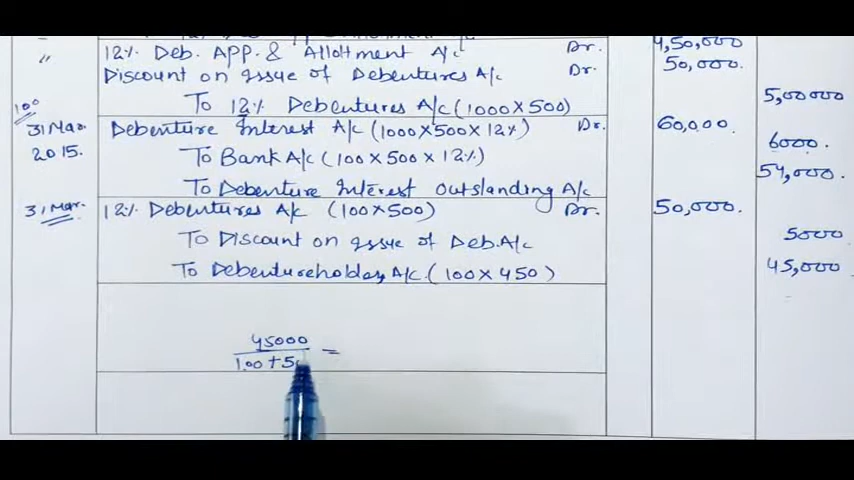 〃 12% Deb. App. & Allotment A/c Dr. 4,50,000
Discount on Issue of Debentures A/c Dr. 50,000.
To 12% Debentures A/c (1000×500) 5,00000
100
31 Mar. Debenture Interest A/c (1000×500×12%) Dr. 60,000.
2015. To Bank A/c (100×500×12%) 6000.
To Debenture Interest Outstanding A/c 54,000.
31 Mar. 12% Debentures A/c (100×500) Dr. 50,000.
To Discount on Issue of Deb. A/c 5000
To Debentureholders A/c. (100×450) 45,000
45000
100+5 =